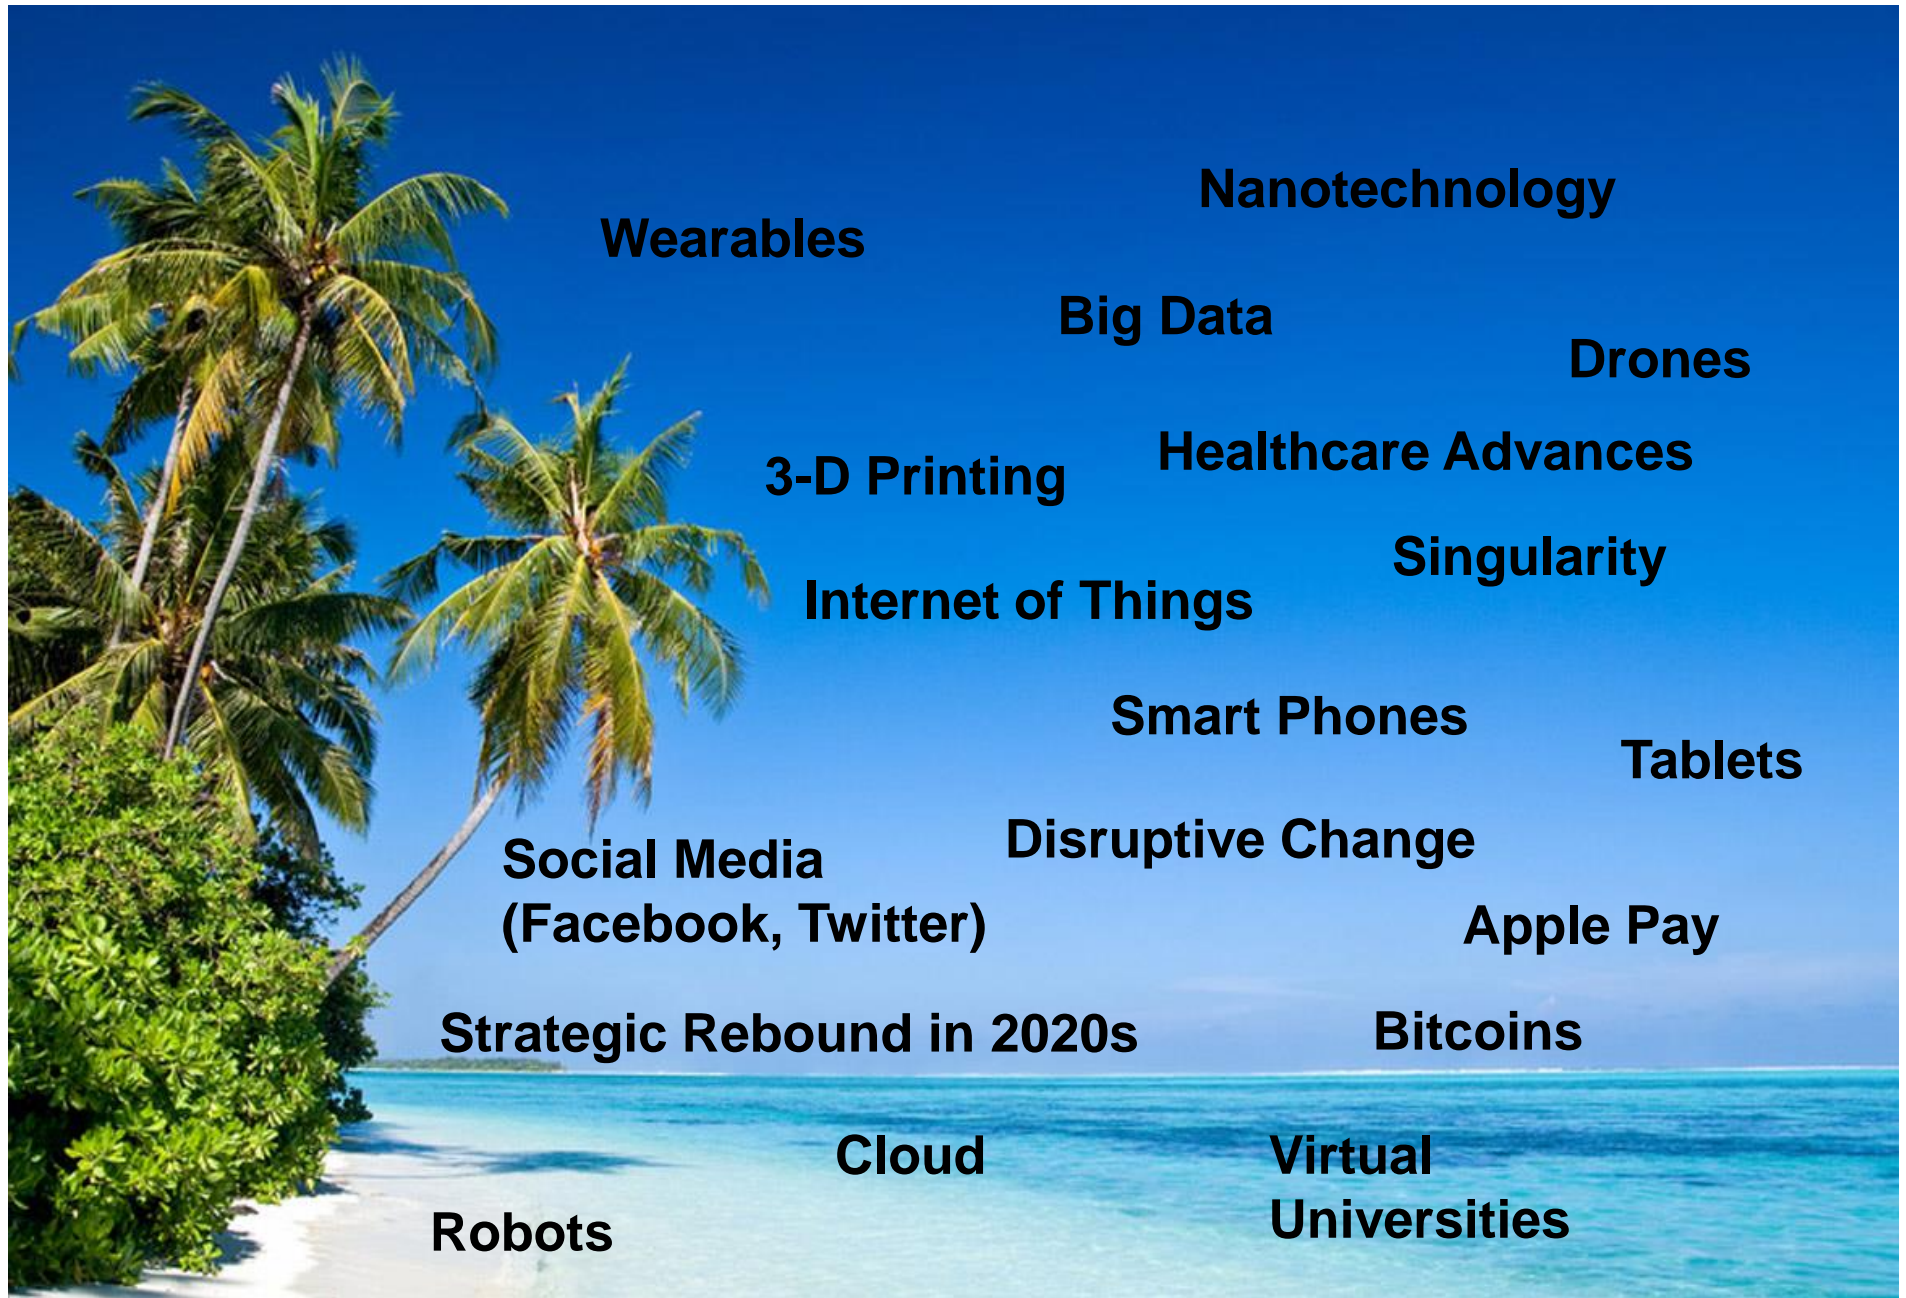 Nanotechnology
Wearables
Big Data
Drones
Healthcare Advances
3-D Printing
Singularity
Internet of Things
Smart Phones
Tablets
Disruptive Change
Social Media
(Facebook, Twitter)
Apple Pay
Strategic Rebound in 2020s
Bitcoins
Cloud
Virtual
Universities
Robots